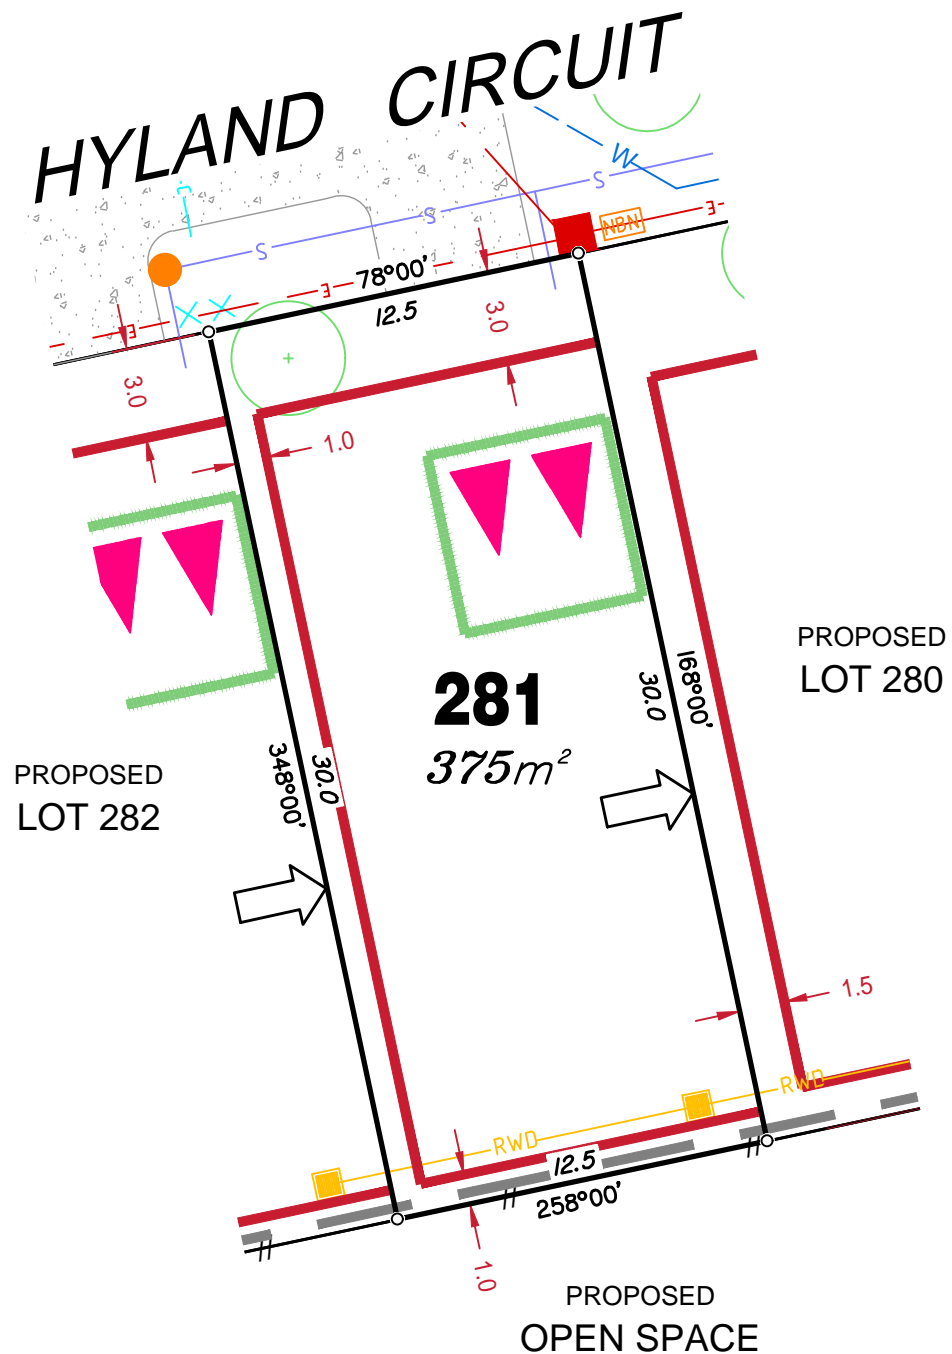 HYLAND CIRCUIT
W
S
S
S
NBN
E
E
E
78°00'
12.5
3.0
3.0
1.0
PROPOSED
LOT 280
281
375m²
168°00'
30.0
348°00'
30.0
PROPOSED
LOT 282
1.5
RWD
RWD
12.5
258°00'
1.0
PROPOSED
OPEN SPACE